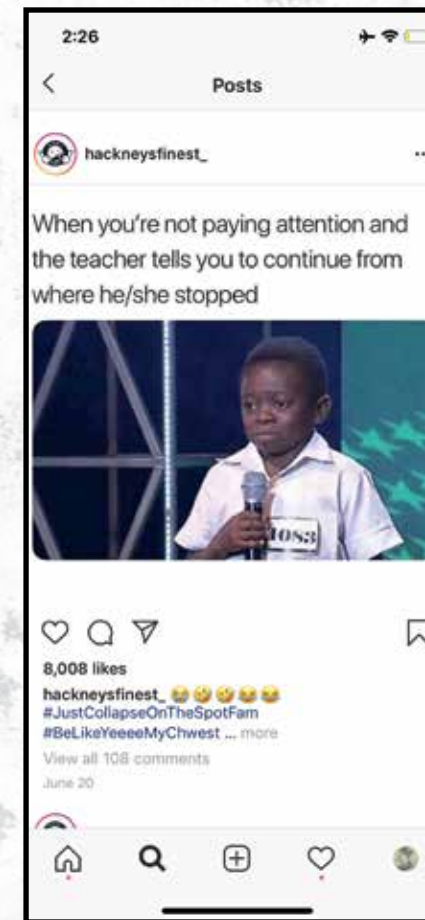 2:26
Posts
hackneysfinest_
When you're not paying attention and
the teacher tells you to continue from
where he/she stopped
1083
8,008 likes
hackneysfinest_ 😂🤣🤣😂😂
#JustCollapseOnTheSpotFam
#BeLikeYeeeeMyChwest ... more
View all 108 comments
June 20